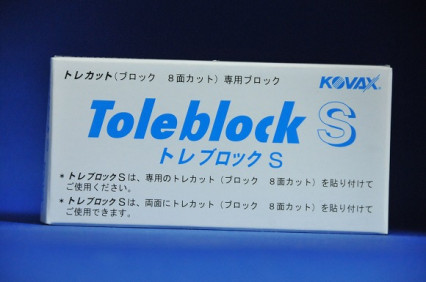 トレカット(ブロック 8面カット)専用ブロック
KOVAX®
Toleblock S
トレブロックS
* トレブロックSは、専用のトレカット(ブロック 8面カット)を貼り付けて
ご使用ください。
* トレブロックSは、両面にトレカット(ブロック 8面カット)を貼り付けて
ご使用できます。